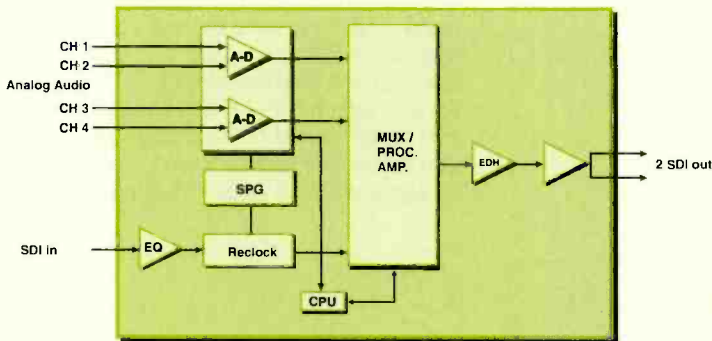 CH 1
CH 2
Analog Audio
CH 3
CH 4
A-D
A-D
MUX /
PROC.
AMP.
EDH
2 SDI out
SPG
SDI in
EQ
Reclock
CPU